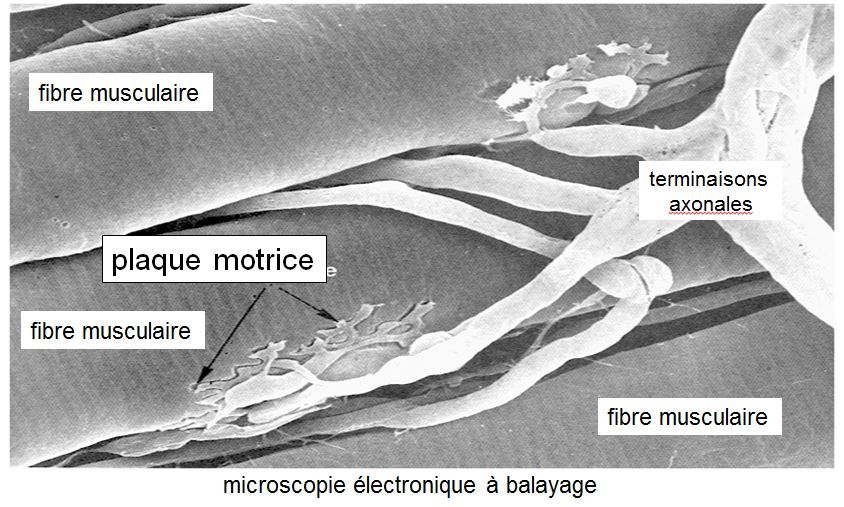 fibre musculaire
terminaisons
axonales
plaque motrice
fibre musculaire
fibre musculaire
microscopie électronique à balayage